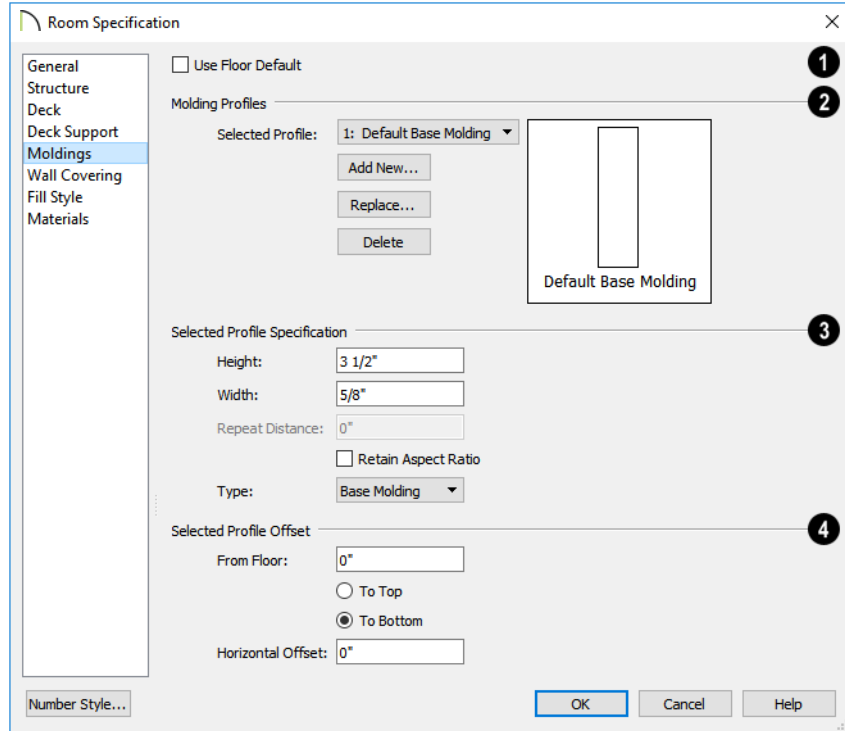 Room Specification
General
Structure
Deck
Deck Support
Moldings
Wall Covering
Fill Style
Materials
Use Floor Default
1
Molding Profiles
2
Selected Profile: 1: Default Base Molding
Add New...
Replace...
Delete
Default Base Molding
Selected Profile Specification
3
Height: 3 1/2"
Width: 5/8"
Repeat Distance: 0"
Retain Aspect Ratio
Type: Base Molding
Selected Profile Offset
4
From Floor: 0"
To Top
To Bottom
Horizontal Offset: 0"
Number Style...
OK
Cancel
Help